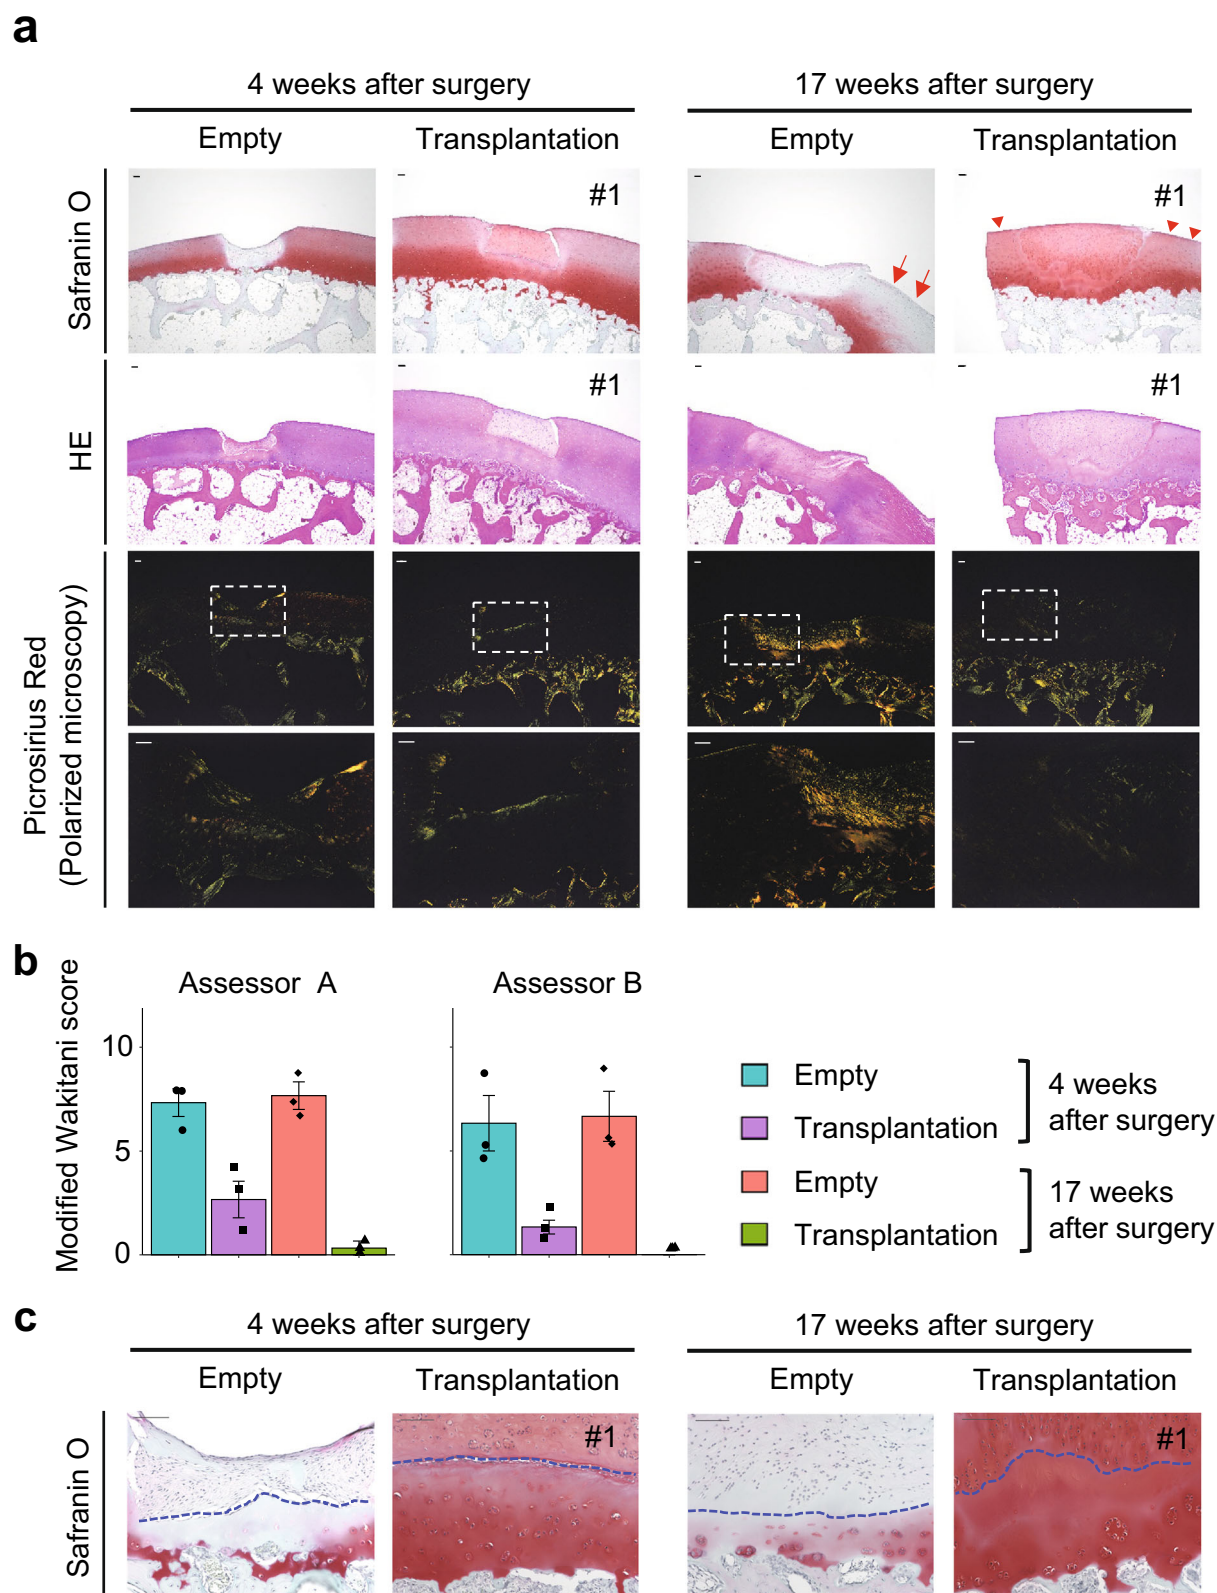 a
4 weeks after surgery
17 weeks after surgery
Empty
Transplantation
Empty
Transplantation
Safranin O
#1
#1
HE
#1
#1
Picrosirius Red
(Polarized microscopy)
b
Modified Wakitani score
Assessor A
Assessor B
10
5
0
Empty
Transplantation
4 weeks
after surgery
Empty
Transplantation
17 weeks
after surgery
c
4 weeks after surgery
17 weeks after surgery
Empty
Transplantation
Empty
Transplantation
Safranin O
#1
#1